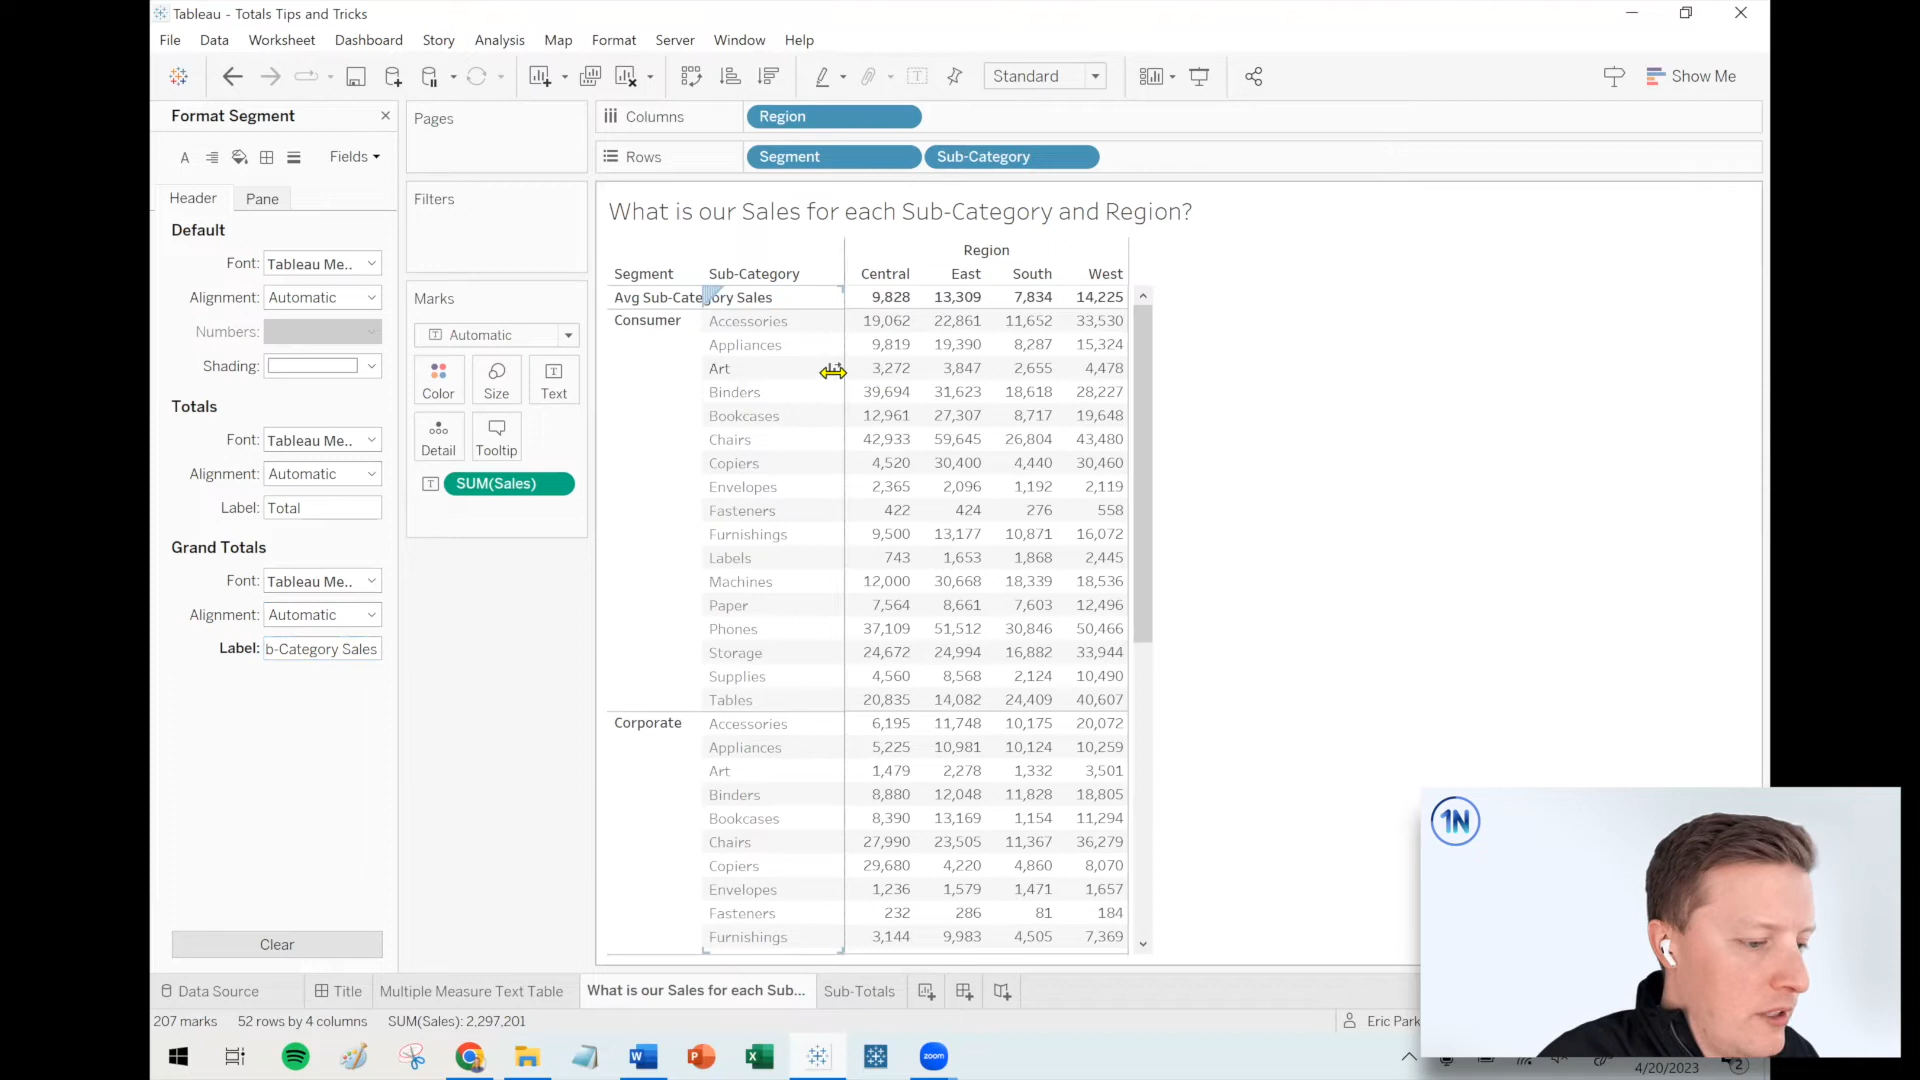 Tableau - Totals Tips and Tricks
File Data Worksheet Dashboard Story Analysis Map Format Server Window Help
Standard
Show Me
Format Segment
Fields
Header Pane
Default
Font: Tableau Me..
Alignment: Automatic
Numbers:
Shading:
Totals
Font: Tableau Me..
Alignment: Automatic
Label: Total
Grand Totals
Font: Tableau Me..
Alignment: Automatic
Label: b-Category Sales
Clear
Pages
Filters
Marks
Automatic
Color Size Text
Detail Tooltip
SUM(Sales)
Columns Region
Rows Segment Sub-Category
What is our Sales for each Sub-Category and Region?
Region
Segment Sub-Category Central East South West
Avg Sub-Category Sales 9,828 13,309 7,834 14,225
Consumer Accessories 19,062 22,861 11,652 33,530
Appliances 9,819 19,390 8,287 15,324
Art 3,272 3,847 2,655 4,478
Binders 39,694 31,623 18,618 28,227
Bookcases 12,961 27,307 8,717 19,648
Chairs 42,933 59,645 26,804 43,480
Copiers 4,520 30,400 4,440 30,460
Envelopes 2,365 2,096 1,192 2,119
Fasteners 422 424 276 558
Furnishings 9,500 13,177 10,871 16,072
Labels 743 1,653 1,868 2,445
Machines 12,000 30,668 18,339 18,536
Paper 7,564 8,661 7,603 12,496
Phones 37,109 51,512 30,846 50,466
Storage 24,672 24,994 16,882 33,944
Supplies 4,560 8,568 2,124 10,490
Tables 20,835 14,082 24,409 40,607
Corporate Accessories 6,195 11,748 10,175 20,072
Appliances 5,225 10,981 10,124 10,259
Art 1,479 2,278 1,332 3,501
Binders 8,880 12,048 11,828 18,805
Bookcases 8,390 13,169 1,154 11,294
Chairs 27,990 23,505 11,367 36,279
Copiers 29,680 4,220 4,860 8,070
Envelopes 1,236 1,579 1,471 1,657
Fasteners 232 286 81 184
Furnishings 3,144 9,983 4,505 7,369
1N
Data Source Title Multiple Measure Text Table What is our Sales for each Sub... Sub-Totals
207 marks 52 rows by 4 columns SUM(Sales): 2,297,201
Eric Park
zoom
4/20/2023
2